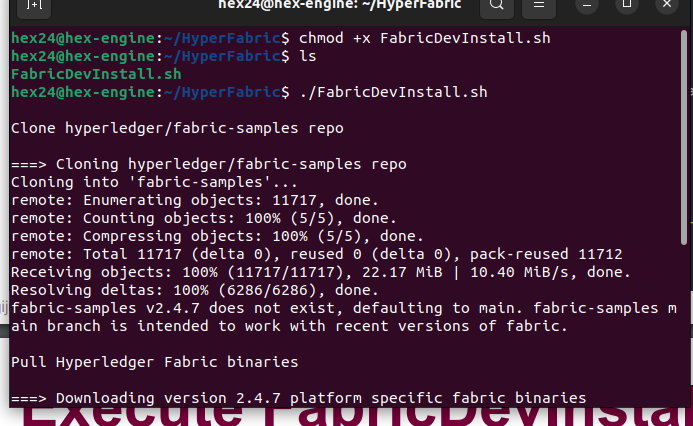 hex24@hex-engine: ~/HyperFabric
hex24@hex-engine:~/HyperFabric$ chmod +x FabricDevInstall.sh
hex24@hex-engine:~/HyperFabric$ ls
FabricDevInstall.sh
hex24@hex-engine:~/HyperFabric$ ./FabricDevInstall.sh
Clone hyperledger/fabric-samples repo
===> Cloning hyperledger/fabric-samples repo
Cloning into 'fabric-samples'...
remote: Enumerating objects: 11717, done.
remote: Counting objects: 100% (5/5), done.
remote: Compressing objects: 100% (5/5), done.
remote: Total 11717 (delta 0), reused 0 (delta 0), pack-reused 11712
Receiving objects: 100% (11717/11717), 22.17 MiB | 10.40 MiB/s, done.
Resolving deltas: 100% (6286/6286), done.
fabric-samples v2.4.7 does not exist, defaulting to main. fabric-samples m
ain branch is intended to work with recent versions of fabric.
Pull Hyperledger Fabric binaries
===> Downloading version 2.4.7 platform specific fabric binaries
Execute FabricDevInstal